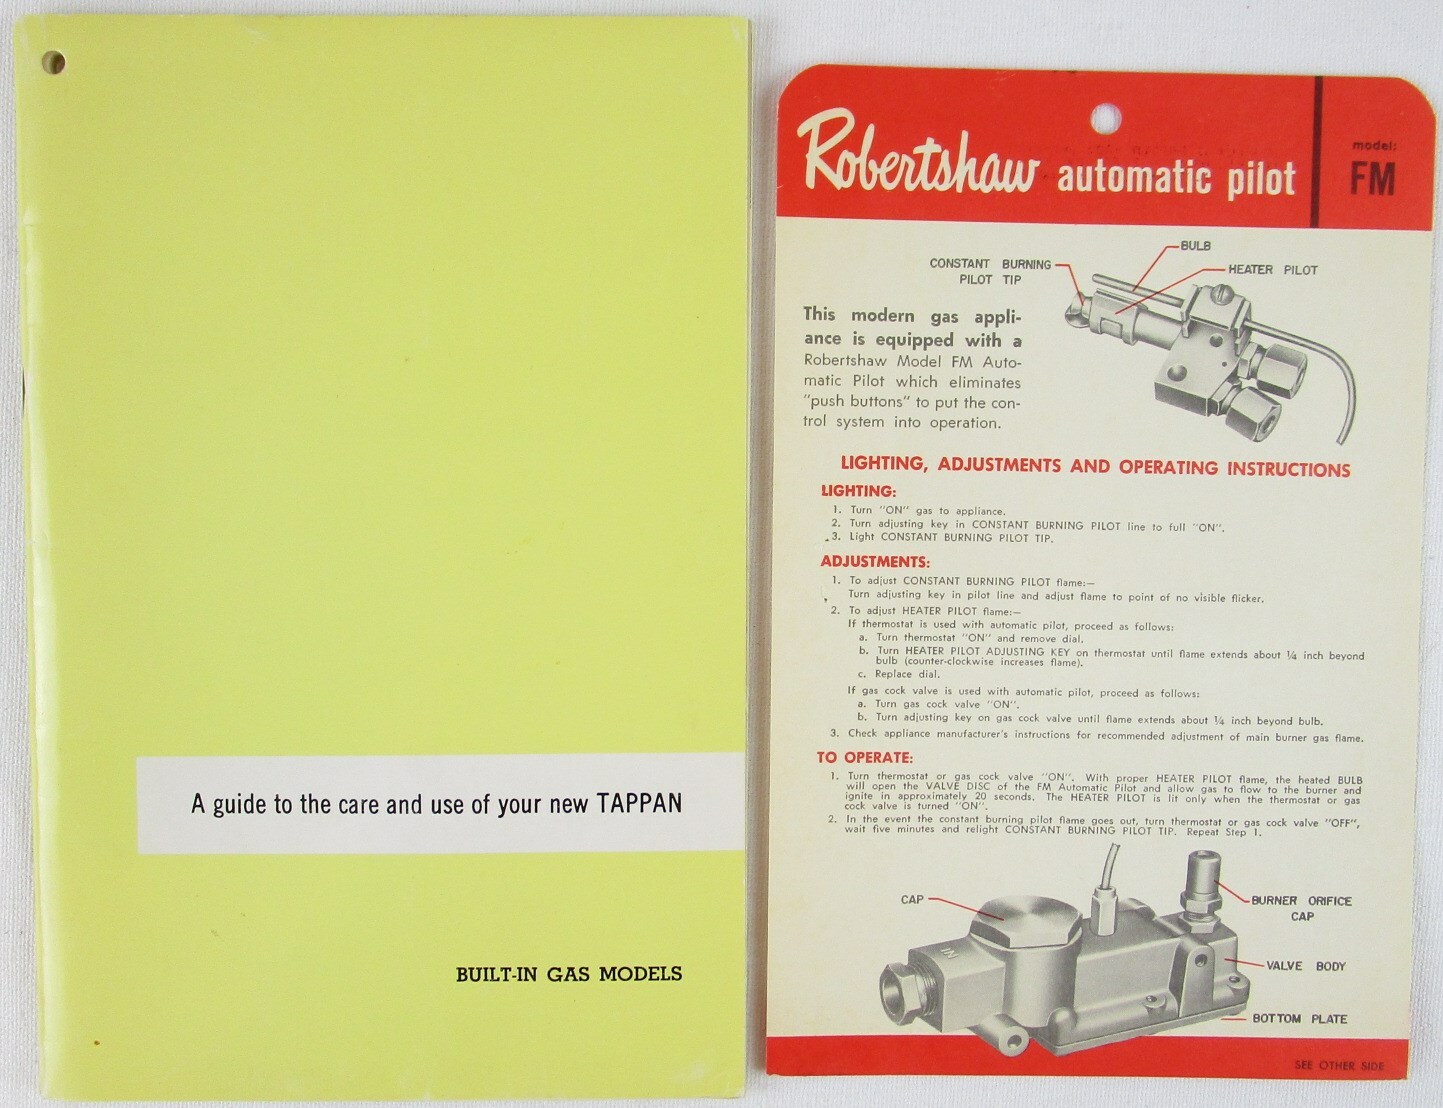 A guide to the care and use of your new TAPPAN
BUILT-IN GAS MODELS
Robertshaw automatic pilot
model:
FM
BULB
CONSTANT BURNING
PILOT TIP
HEATER PILOT
This modern gas appli-
ance is equipped with a
Robertshaw Model FM Auto-
matic Pilot which eliminates
"push buttons" to put the con-
trol system into operation.
LIGHTING, ADJUSTMENTS AND OPERATING INSTRUCTIONS
LIGHTING:
1. Turn "ON" gas to appliance.
2. Turn adjusting key in CONSTANT BURNING PILOT line to full "ON".
3. Light CONSTANT BURNING PILOT TIP.
ADJUSTMENTS:
1. To adjust CONSTANT BURNING PILOT flame:—
Turn adjusting key in pilot line and adjust flame to point of no visible flicker.
2. To adjust HEATER PILOT flame:—
If thermostat is used with automatic pilot, proceed as follows:
a. Turn thermostat "ON" and remove dial.
b. Turn HEATER PILOT ADJUSTING KEY on thermostat until flame extends about ¼ inch beyond
bulb (counter-clockwise increases flame).
c. Replace dial.
If gas cock valve is used with automatic pilot, proceed as follows:
a. Turn gas cock valve "ON".
b. Turn adjusting key on gas cock valve until flame extends about ¼ inch beyond bulb.
3. Check appliance manufacturer's instructions for recommended adjustment of main burner gas flame.
TO OPERATE:
1. Turn thermostat or gas cock valve "ON". With proper HEATER PILOT flame, the heated BULB
will open the VALVE DISC of the FM Automatic Pilot and allow gas to flow to the burner and
ignite in approximately 20 seconds. The HEATER PILOT is lit only when the thermostat or gas
cock valve is turned "ON".
2. In the event the constant burning pilot flame goes out, turn thermostat or gas cock valve "OFF",
wait five minutes and relight CONSTANT BURNING PILOT TIP. Repeat Step 1.
CAP
IN
BURNER ORIFICE
CAP
VALVE BODY
BOTTOM PLATE
SEE OTHER SIDE